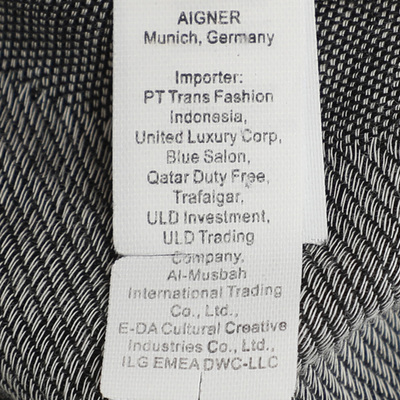 AIGNER
Munich, Germany
Importer:
PT Trans Fashion
Indonesia,
United Luxury Corp,
Blue Salon,
Qatar Duty Free,
Trafalgar,
ULD Investment,
ULD Trading
Company.
Al-Musbah
International Trading
Co., Ltd.,
E-DA Cultural Creative
Industries Co., Ltd.,
ILG EMEA DWC-LLC